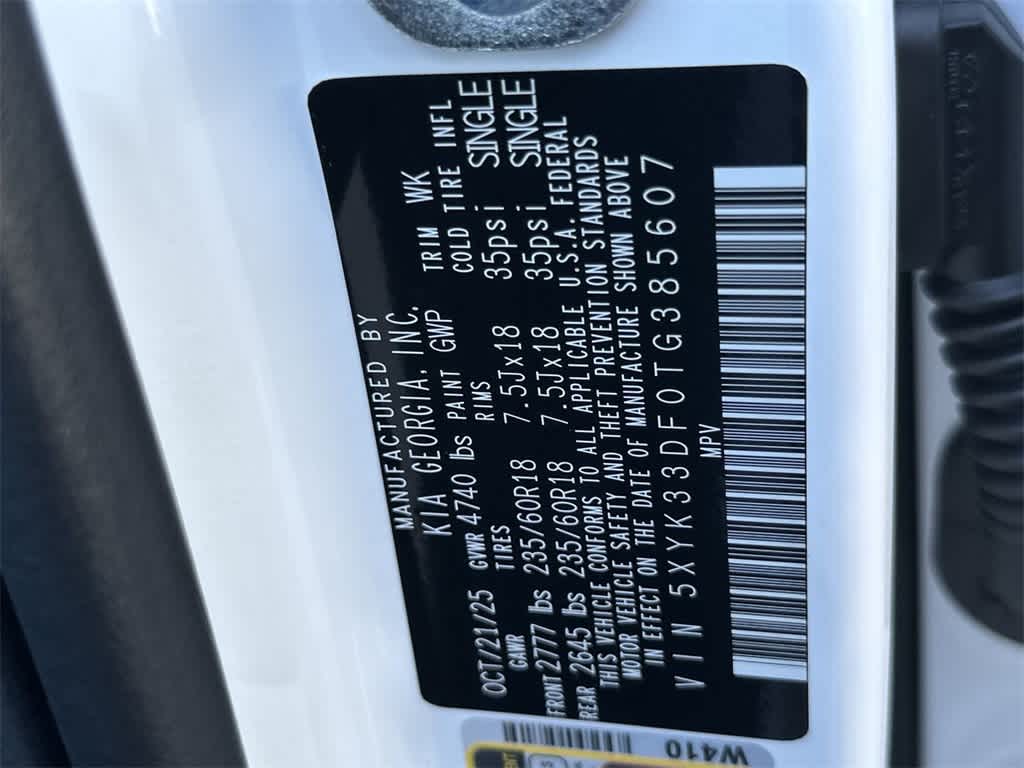 MANUFACTURED BY
KIA GEORGIA, INC.
OCT/21/25 GVWR 4740 lbs PAINT GWP TRIM WK
GAWR TIRES RIMS COLD TIRE INFL
FRONT 2777 lbs 235/60R18 7.5Jx18 35psi SINGLE
REAR 2645 lbs 235/60R18 7.5Jx18 35psi SINGLE
THIS VEHICLE CONFORMS TO ALL APPLICABLE U.S.A. FEDERAL
MOTOR VEHICLE SAFETY AND THEFT PREVENTION STANDARDS
IN EFFECT ON THE DATE OF MANUFACTURE SHOWN ABOVE
VIN 5XYK33DF0TG385607
MPV
W410